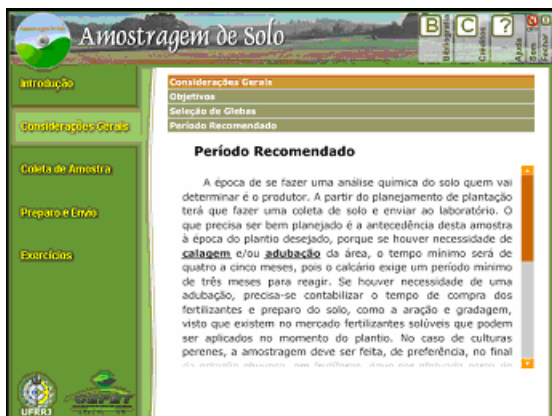 Amostragem de Solo
B
C
?
Bibliografia
Créditos
Ajuda
Som
Fechar
Introdução
Considerações Gerais
Coleta de Amostra
Preparo e Envio
Exercícios
Considerações Gerais
Objetivos
Seleção de Glebas
Período Recomendado
Período Recomendado
A época de se fazer uma análise química do solo quem vai
determinar é o produtor. A partir do planejamento de plantação
terá que fazer uma coleta de solo e enviar ao laboratório. O
que precisa ser bem planejado é a antecedência desta amostra
à época do plantio desejado, porque se houver necessidade de
calagem e/ou adubação da área, o tempo mínimo será de
quatro a cinco meses, pois o calcário exige um período mínimo
de três meses para reagir. Se houver necessidade de uma
adubação, precisa-se contabilizar o tempo de compra dos
fertilizantes e preparo do solo, como a aração e gradagem,
visto que existem no mercado fertilizantes solúveis que podem
ser aplicados no momento do plantio. No caso de culturas
perenes, a amostragem deve ser feita, de preferência, no final
UFRRJ
CEFET